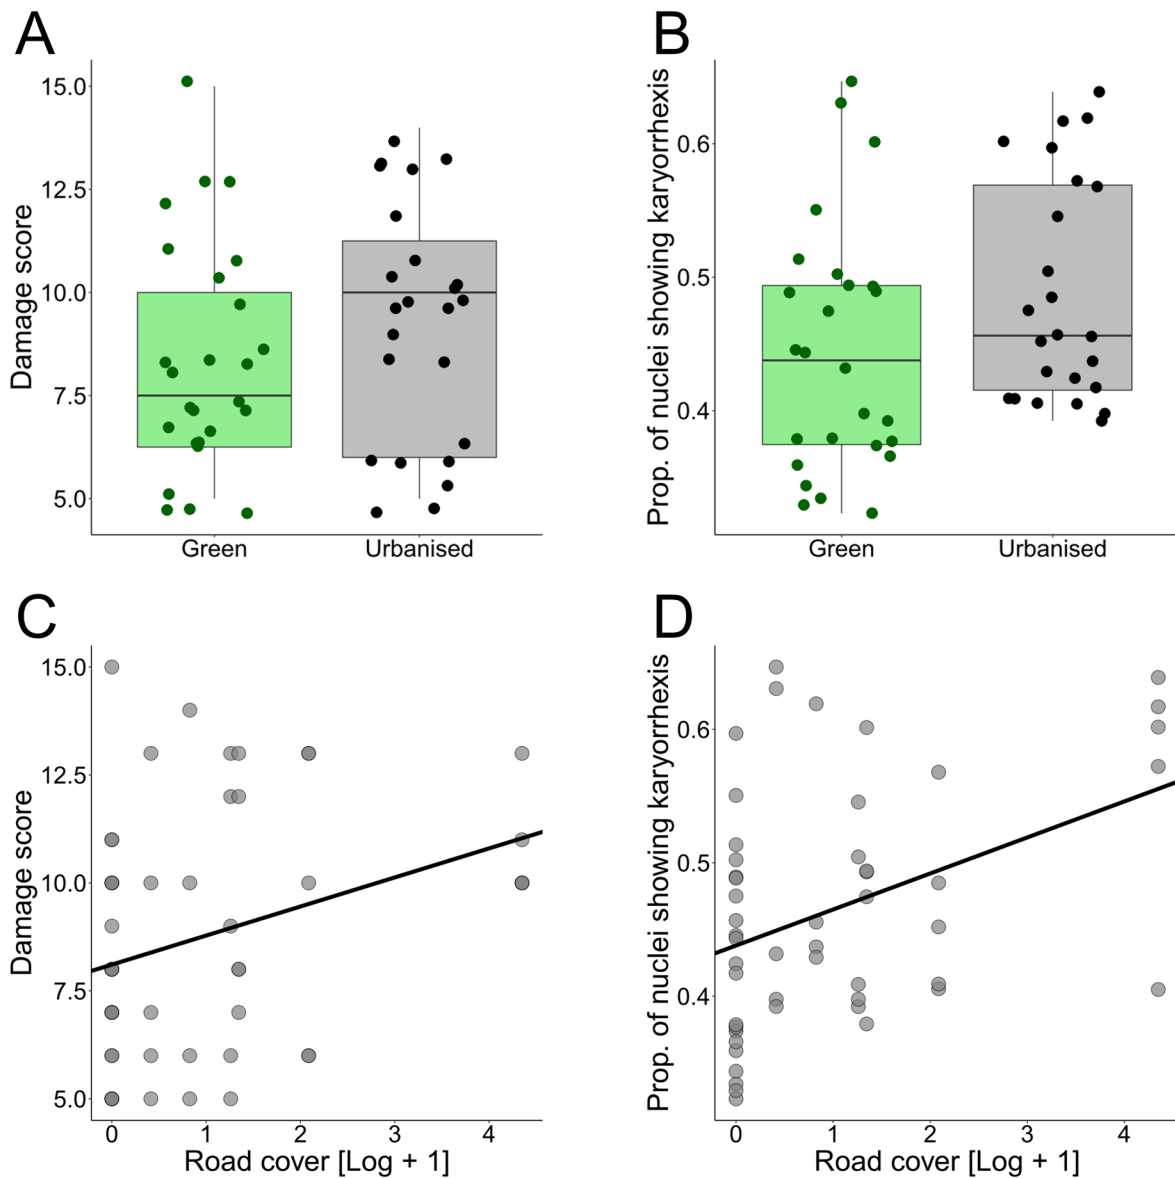 A
Damage score
15.0
12.5
10.0
7.5
5.0
Green
Urbanised
B
Prop. of nuclei showing karyorrhexis
0.6
0.5
0.4
Green
Urbanised
C
Damage score
15.0
12.5
10.0
7.5
5.0
0
1
2
3
4
Road cover [Log + 1]
D
Prop. of nuclei showing karyorrhexis
0.6
0.5
0.4
0
1
2
3
4
Road cover [Log + 1]